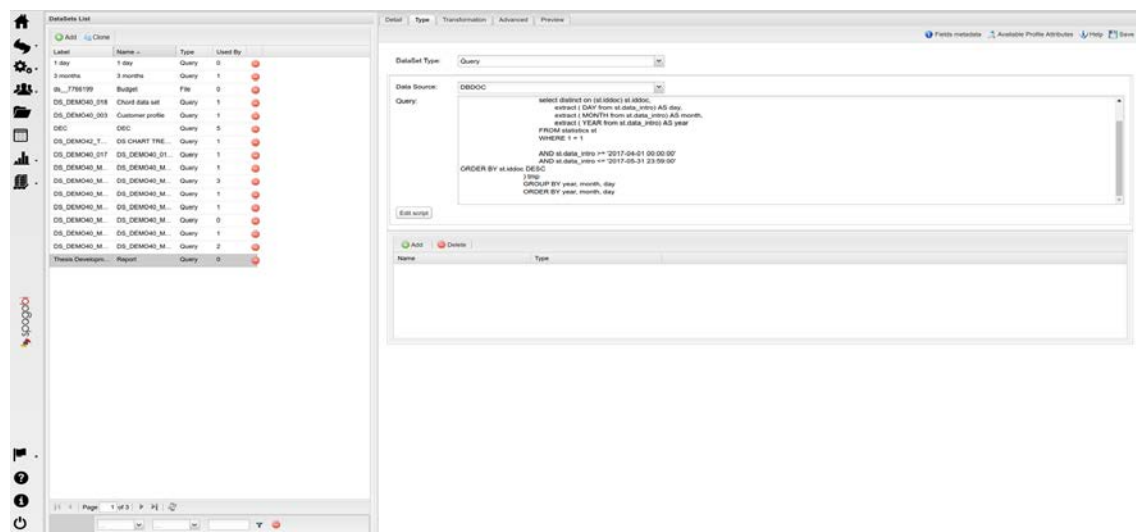 DataSets List
Add Clone
Label Name Type Used By
1 day 1 day Query 0
3 months 3 months Query 1
ds__7766199 Budget File 0
DS_DEMO40_018 Chord data set Query 1
DS_DEMO40_003 Customer profile Query 1
DEC DEC Query 5
DS_DEMO42_T... DS CHART TRE... Query 1
DS_DEMO40_017 DS_DEMO40_01... Query 1
DS_DEMO40_M... DS_DEMO40_M... Query 1
DS_DEMO40_M... DS_DEMO40_M... Query 3
DS_DEMO40_M... DS_DEMO40_M... Query 1
DS_DEMO40_M... DS_DEMO40_M... Query 1
DS_DEMO40_M... DS_DEMO40_M... Query 0
DS_DEMO40_M... DS_DEMO40_M... Query 1
DS_DEMO40_M... DS_DEMO40_M... Query 2
Thesis Developm... Report Query 0
Page 1 of 3
spagobi
Detail Type Transformation Advanced Preview
Fields metadata Available Profile Attributes Help Save
DataSet Type: Query
Data Source: DBDOC
Query:
select distinct on (st.iddoc) st.iddoc,
extract ( DAY from st.data_intro) AS day,
extract ( MONTH from st.data_intro) AS month,
extract ( YEAR from st.data_intro) AS year
FROM statistics st
WHERE 1 = 1
AND st.data_intro >= '2017-04-01 00:00:00'
AND st.data_intro <= '2017-05-31 23:59:00'
ORDER BY st.iddoc DESC
) tmp
GROUP BY year, month, day
ORDER BY year, month, day
Edit script
Add Delete
Name Type